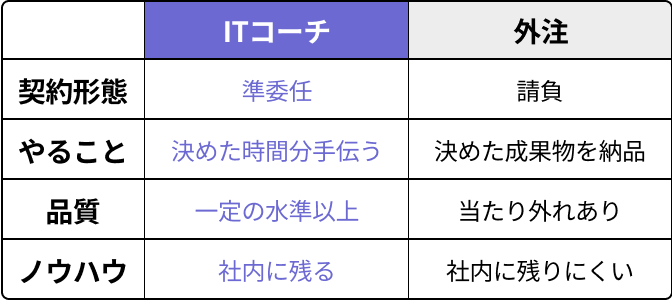 ITコーチ 外注
契約形態 準委任 請負
やること 決めた時間分手伝う 決めた成果物を納品
品質 一定の水準以上 当たり外れあり
ノウハウ 社内に残る 社内に残りにくい